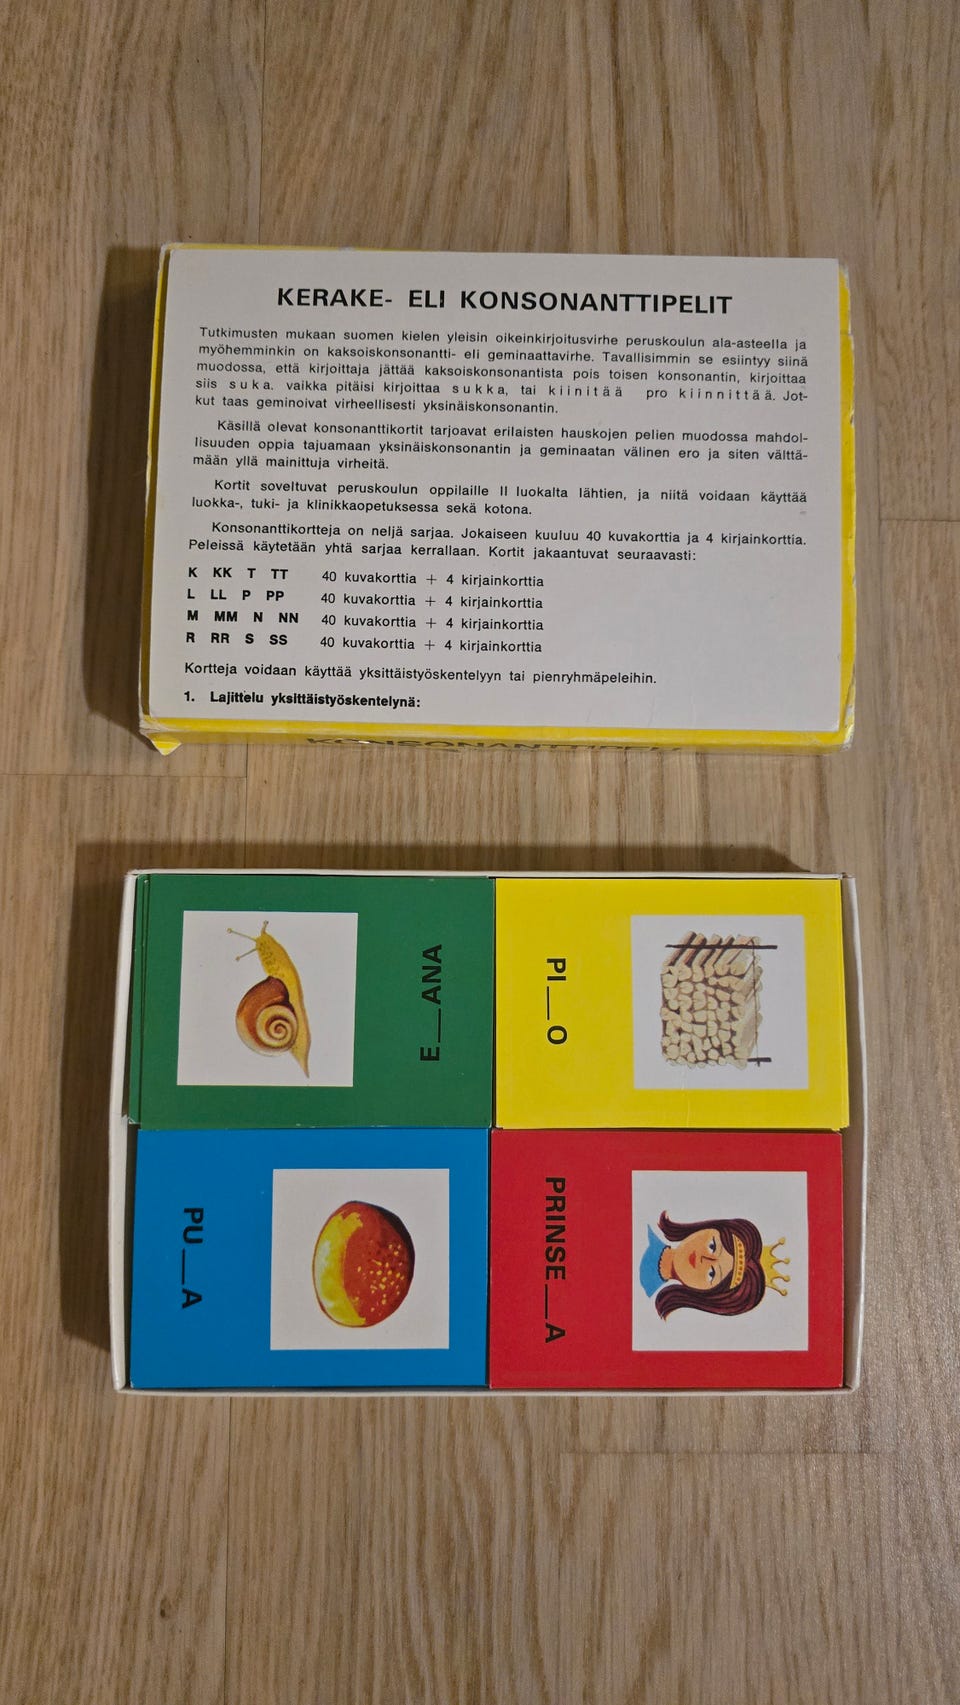 KERAKE- ELI KONSONANTTIPELIT
Tutkimusten mukaan suomen kielen yleisin oikeinkirjoitusvirhe peruskoulun ala-asteella ja
myöhemminkin on kaksoiskonsonantti- eli geminaattavirhe. Tavallisimmin se esiintyy siinä
muodossa, että kirjoittaja jättää kaksoiskonsonantista pois toisen konsonantin, kirjoittaa
siis s u k a. vaikka pitäisi kirjoittaa s u k k a, tai k i i n i t ä ä pro k i i n n i t t ä ä. Jot-
kut taas geminoivat virheellisesti yksinäiskonsonantin.
Käsillä olevat konsonanttikortit tarjoavat erilaisten hauskojen pelien muodossa mahdol-
lisuuden oppia tajuamaan yksinäiskonsonantin ja geminaatan välinen ero ja siten välttä-
mään yllä mainittuja virheitä.
Kortit soveltuvat peruskoulun oppilaille II luokalta lähtien, ja niitä voidaan käyttää
luokka-, tuki- ja klinikkaopetuksessa sekä kotona.
Konsonanttikortteja on neljä sarjaa. Jokaiseen kuuluu 40 kuvakorttia ja 4 kirjainkorttia.
Peleissä käytetään yhtä sarjaa kerrallaan. Kortit jakaantuvat seuraavasti:
K KK T TT 40 kuvakorttia + 4 kirjainkorttia
L LL P PP 40 kuvakorttia + 4 kirjainkorttia
M MM N NN 40 kuvakorttia + 4 kirjainkorttia
R RR S SS 40 kuvakorttia + 4 kirjainkorttia
Kortteja voidaan käyttää yksittäistyöskentelyyn tai pienryhmäpeleihin.
1. Lajittelu yksittäistyöskentelynä:
KONSONANTTIPELI
E__ANA
PI__O
PU__A
PRINSE__A